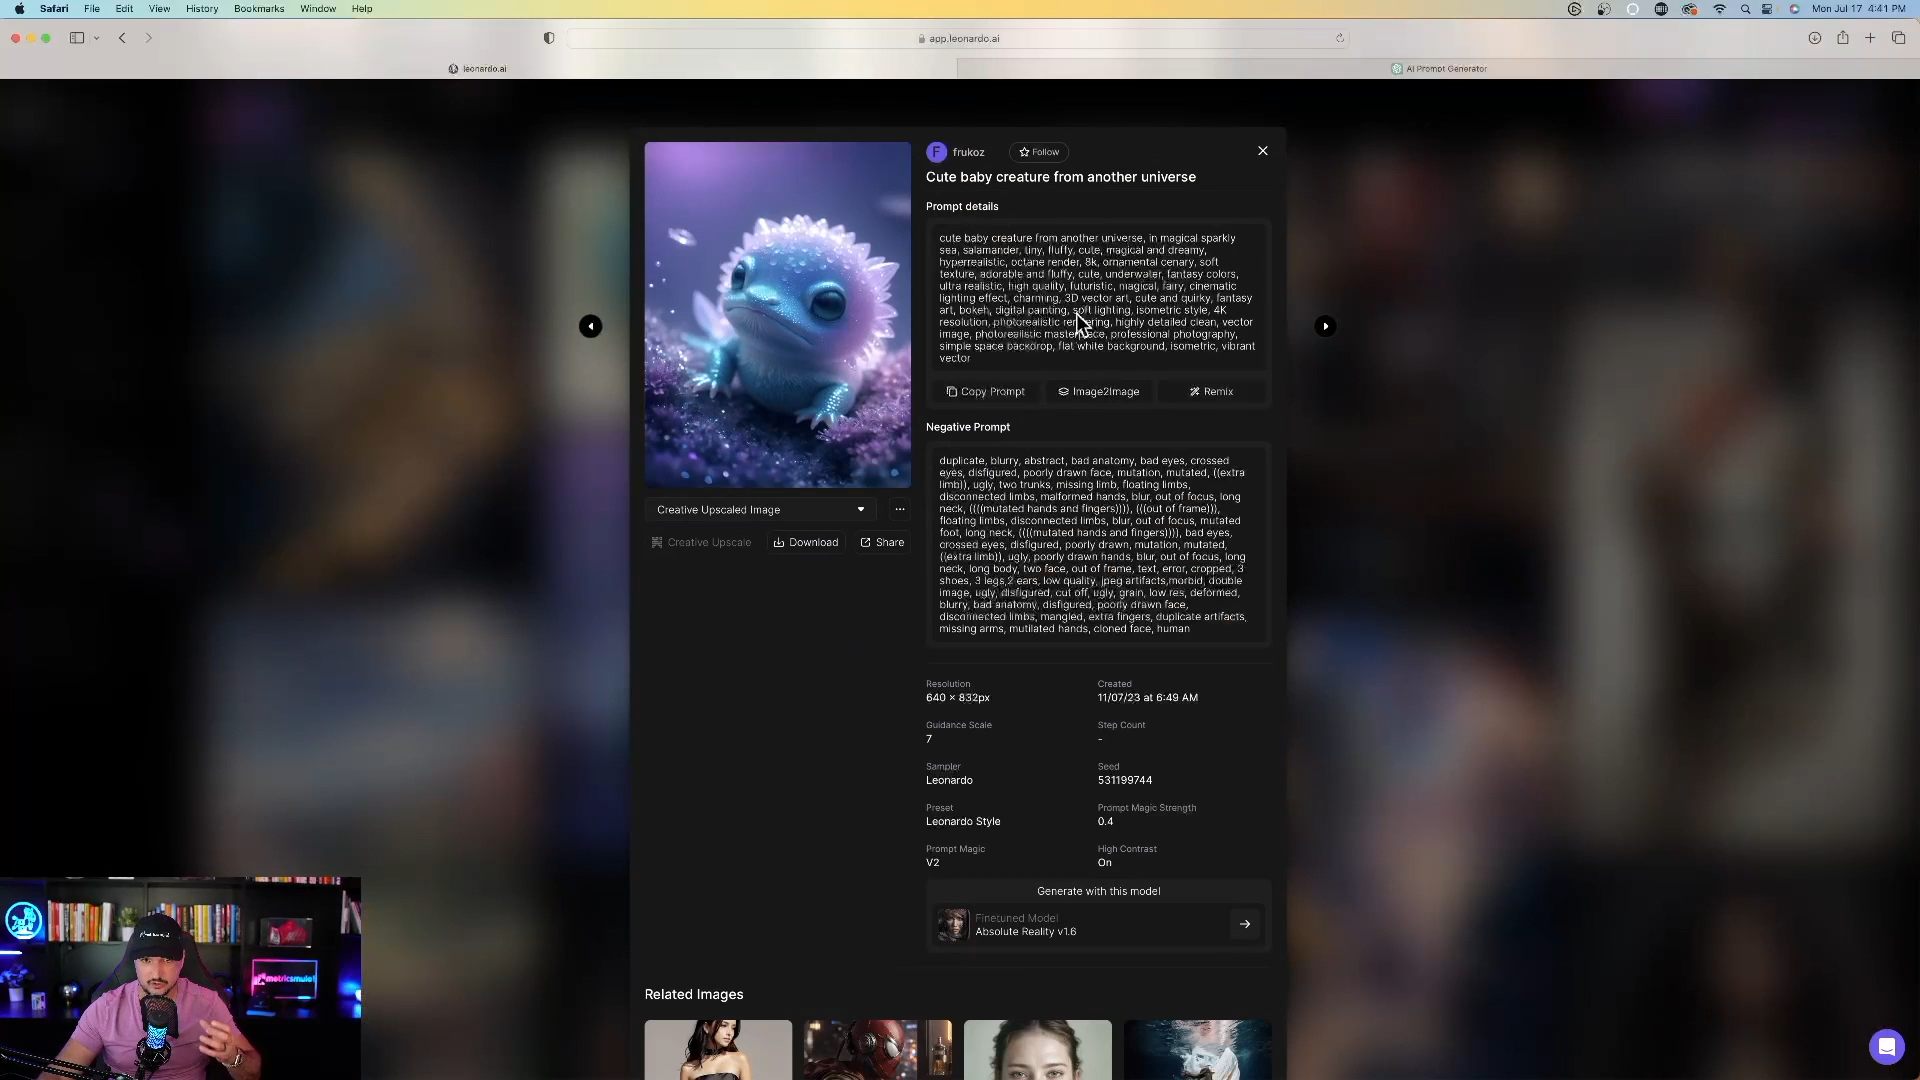 Safari File Edit View History Bookmarks Window Help
Mon Jul 17 4:41 PM
app.leonardo.ai
leonardo.ai
AI Prompt Generator
F frukoz Follow
Cute baby creature from another universe
Prompt details
cute baby creature from another universe, in magical sparkly
sea, salamander, tiny, fluffy, cute, magical and dreamy,
hyperrealistic, octane render, 8k, ornamental cenary, soft
texture, adorable and fluffy, cute, underwater, fantasy colors,
ultra realistic, high quality, futuristic, magical, fairy, cinematic
lighting effect, charming, 3D vector art, cute and quirky, fantasy
art, bokeh, digital painting, soft lighting, isometric style, 4K
resolution, photorealistic rendering, highly detailed clean, vector
image, photorealistic masterpiece, professional photography,
simple space backdrop, flat white background, isometric, vibrant
vector
Copy Prompt Image2Image Remix
Negative Prompt
duplicate, blurry, abstract, bad anatomy, bad eyes, crossed
eyes, disfigured, poorly drawn face, mutation, mutated, ((extra
limb)), ugly, two trunks, missing limb, floating limbs,
disconnected limbs, malformed hands, blur, out of focus, long
neck, ((((mutated hands and fingers)))), (((out of frame))),
floating limbs, disconnected limbs, blur, out of focus, mutated
foot, long neck, ((((mutated hands and fingers)))), bad eyes,
crossed eyes, disfigured, poorly drawn, mutation, mutated,
((extra limb)), ugly, poorly drawn hands, blur, out of focus, long
neck, long body, two face, out of frame, text, error, cropped, 3
shoes, 3 legs,2 ears, low quality, jpeg artifacts,morbid, double
image, ugly, disfigured, cut off, ugly, grain, low res, deformed,
blurry, bad anatomy, disfigured, poorly drawn face,
disconnected limbs, mangled, extra fingers, duplicate artifacts,
missing arms, mutilated hands, cloned face, human
Creative Upscaled Image
Creative Upscale Download Share
Resolution
640 × 832px
Created
11/07/23 at 6:49 AM
Guidance Scale
7
Step Count
-
Sampler
Leonardo
Seed
531199744
Preset
Leonardo Style
Prompt Magic Strength
0.4
Prompt Magic
V2
High Contrast
On
Generate with this model
Finetuned Model
Absolute Reality v1.6
Related Images
metricsmule